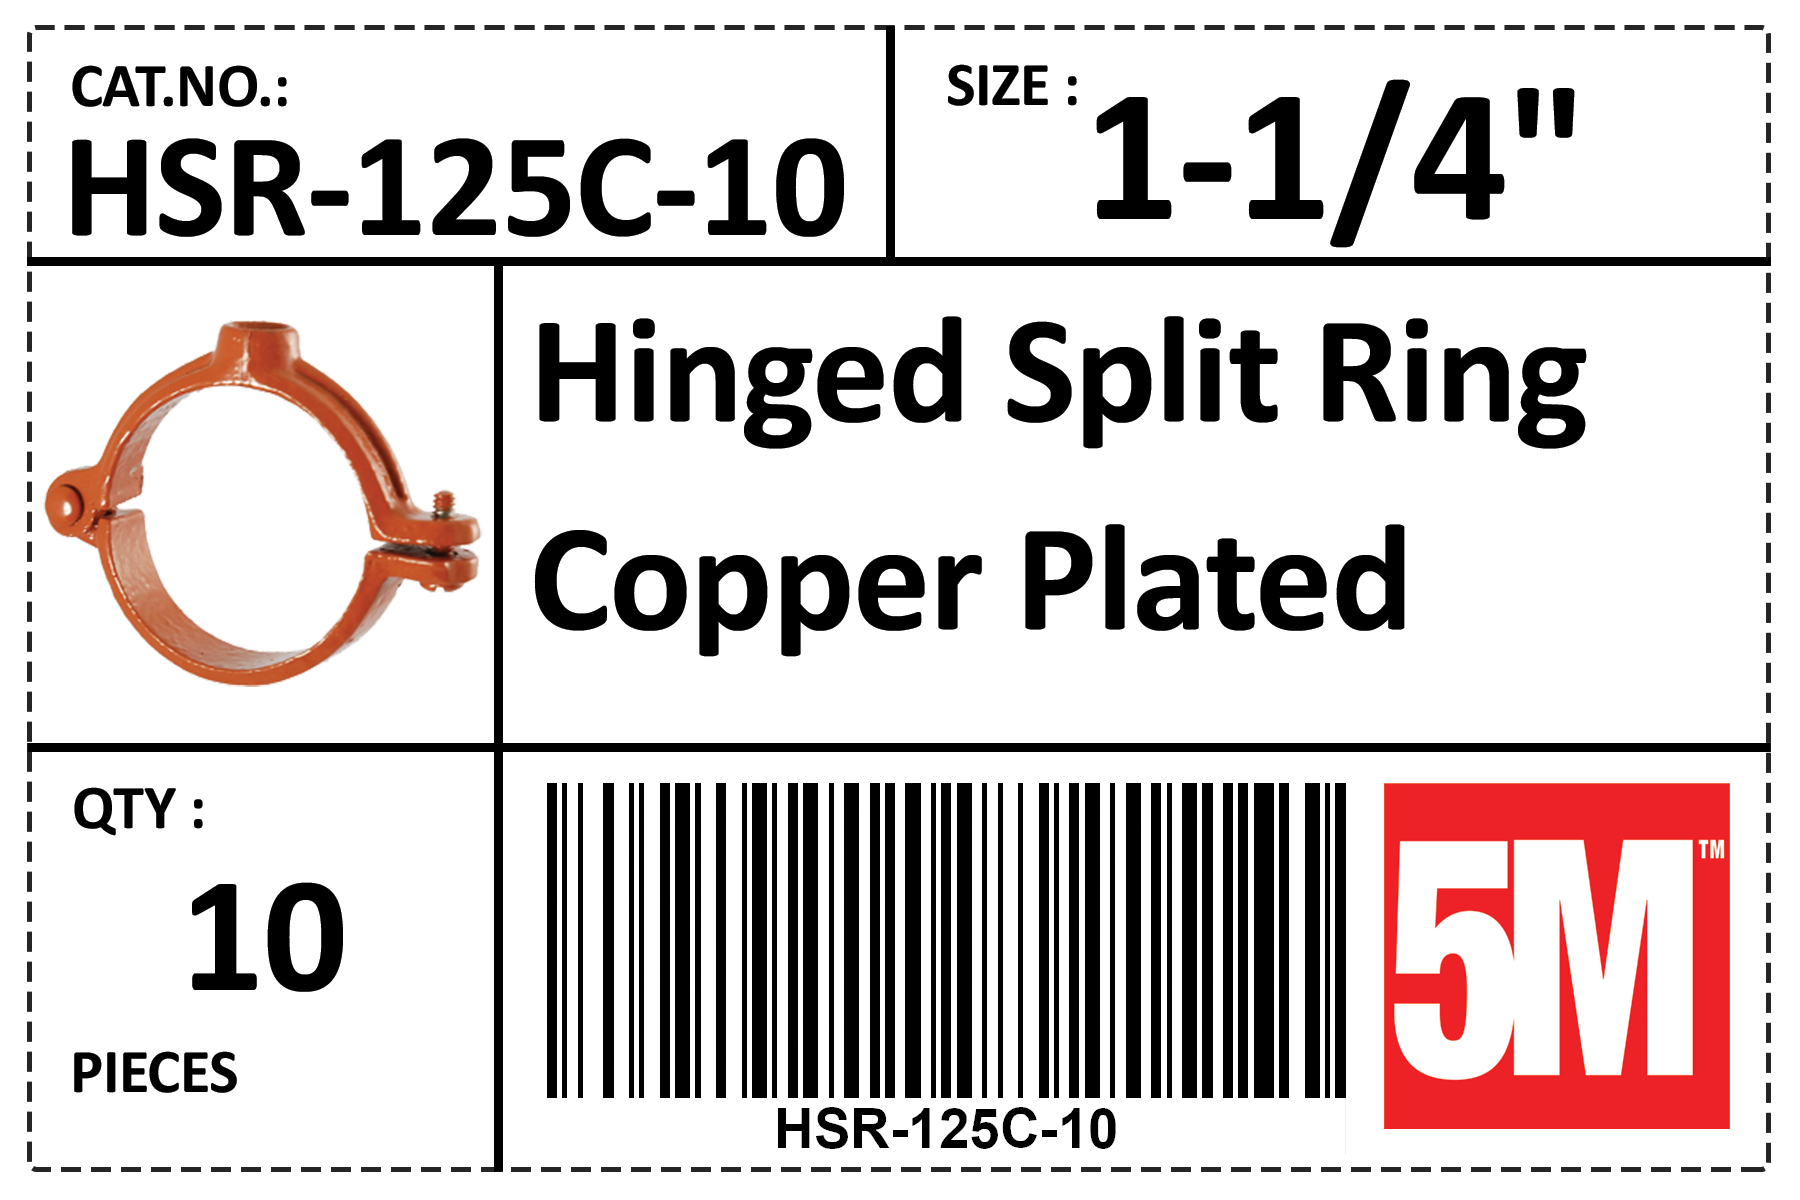 CAT.NO.:
HSR-125C-10
SIZE :
1-1/4"
Hinged Split Ring
Copper Plated
QTY :
10
PIECES
HSR-125C-10
5M™